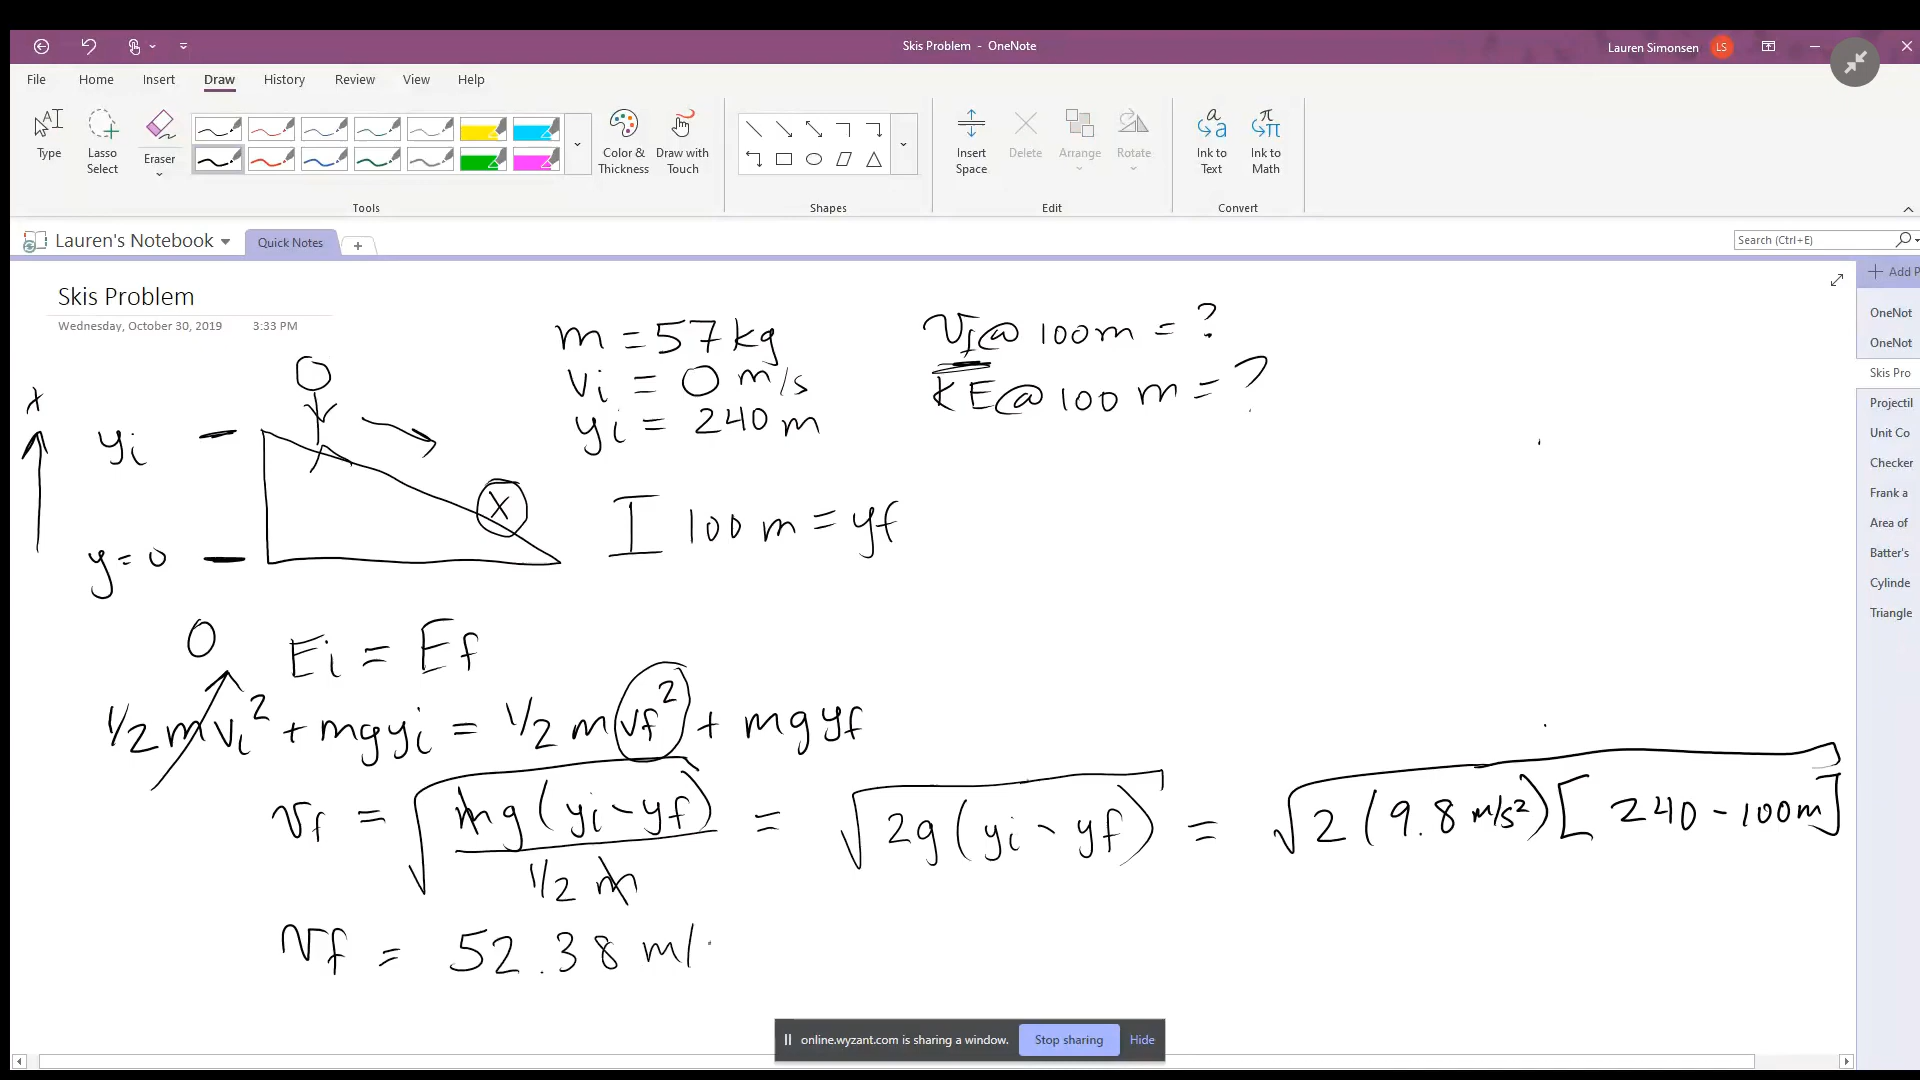 Skis Problem - OneNote
Lauren Simonsen LS
File Home Insert Draw History Review View Help
Type
Lasso Select
Eraser
Color & Thickness
Draw with Touch
Insert Space
Delete
Arrange
Rotate
Ink to Text
Ink to Math
Tools Shapes Edit Convert
Lauren's Notebook Quick Notes +
Search (Ctrl+E)
Add P
Skis Problem
Wednesday, October 30, 2019 3:33 PM
OneNot
OneNot
Skis Pro
Projectil
Unit Co
Checker
Frank a
Area of
Batter's
Cylinde
Triangle
m = 57 kg
vi = 0 m/s
yi = 240 m
Vf @ 100m = ?
KE @ 100 m = ?
yi
X
y = 0
100 m = yf
0
Ei = Ef
1/2 mvi² + mgyi = 1/2 mvf² + mgyf
vf = √mg(yi-yf) / 1/2 m = √2g(yi-yf) = √2(9.8 m/s²)[240-100m]
Vf = 52.38 m/
online.wyzant.com is sharing a window. Stop sharing Hide